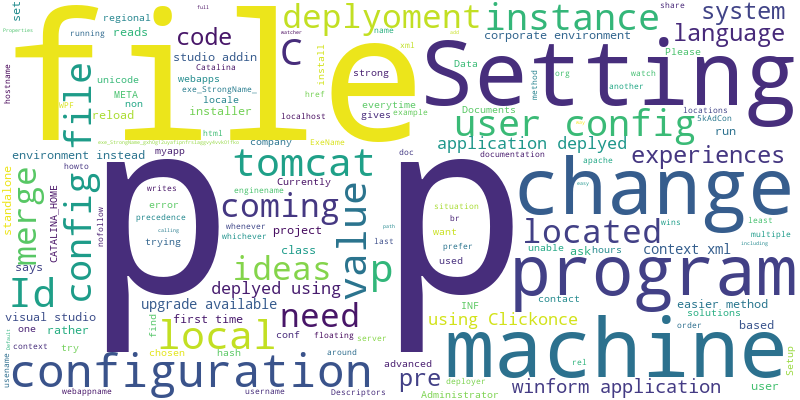 file
deplyoment
instance
system
language
regional
set
reads
running
full
Properties
code
C
watcher
share
corporate environment
Please
hostname
studio addin
name
xml
Catalina
install
Setting
Data
watch
unicode
webapps
META
non
WPF
exe_StrongName_
locale
strong
href
everytime
gives
example
method
org
another
Documents
locations
5kAdCon
installer
reload
html
company
localhost
ExeName
user config
run
application deplyed
doc
documentation
apache
environment instead
myapp
tomcat
experiences
standalone
merge
config file
CATALINA_HOME
howto
nofollow
p p
writes
error
precedence
calling
trying
Currently
enginename
whenever
whichever
coming
project
value
situation
br
want
prefer
used
change
easy
wins
multiple
least
including
located
unable
ask
hours
context xml
says
Id
class
last
path
ideas
p
deplyed using
program
contact
easier method
solutions
upgrade available
visual studio
one
rather
first time
find
need
conf
floating
server
INF
using Clickonce
order
based
context
try
local
chosen
hash
around
default
username
configuration
webappname
username
Descriptors
advanced
pre
deployer
Administrator
machine
rel
winform application
user
Setup